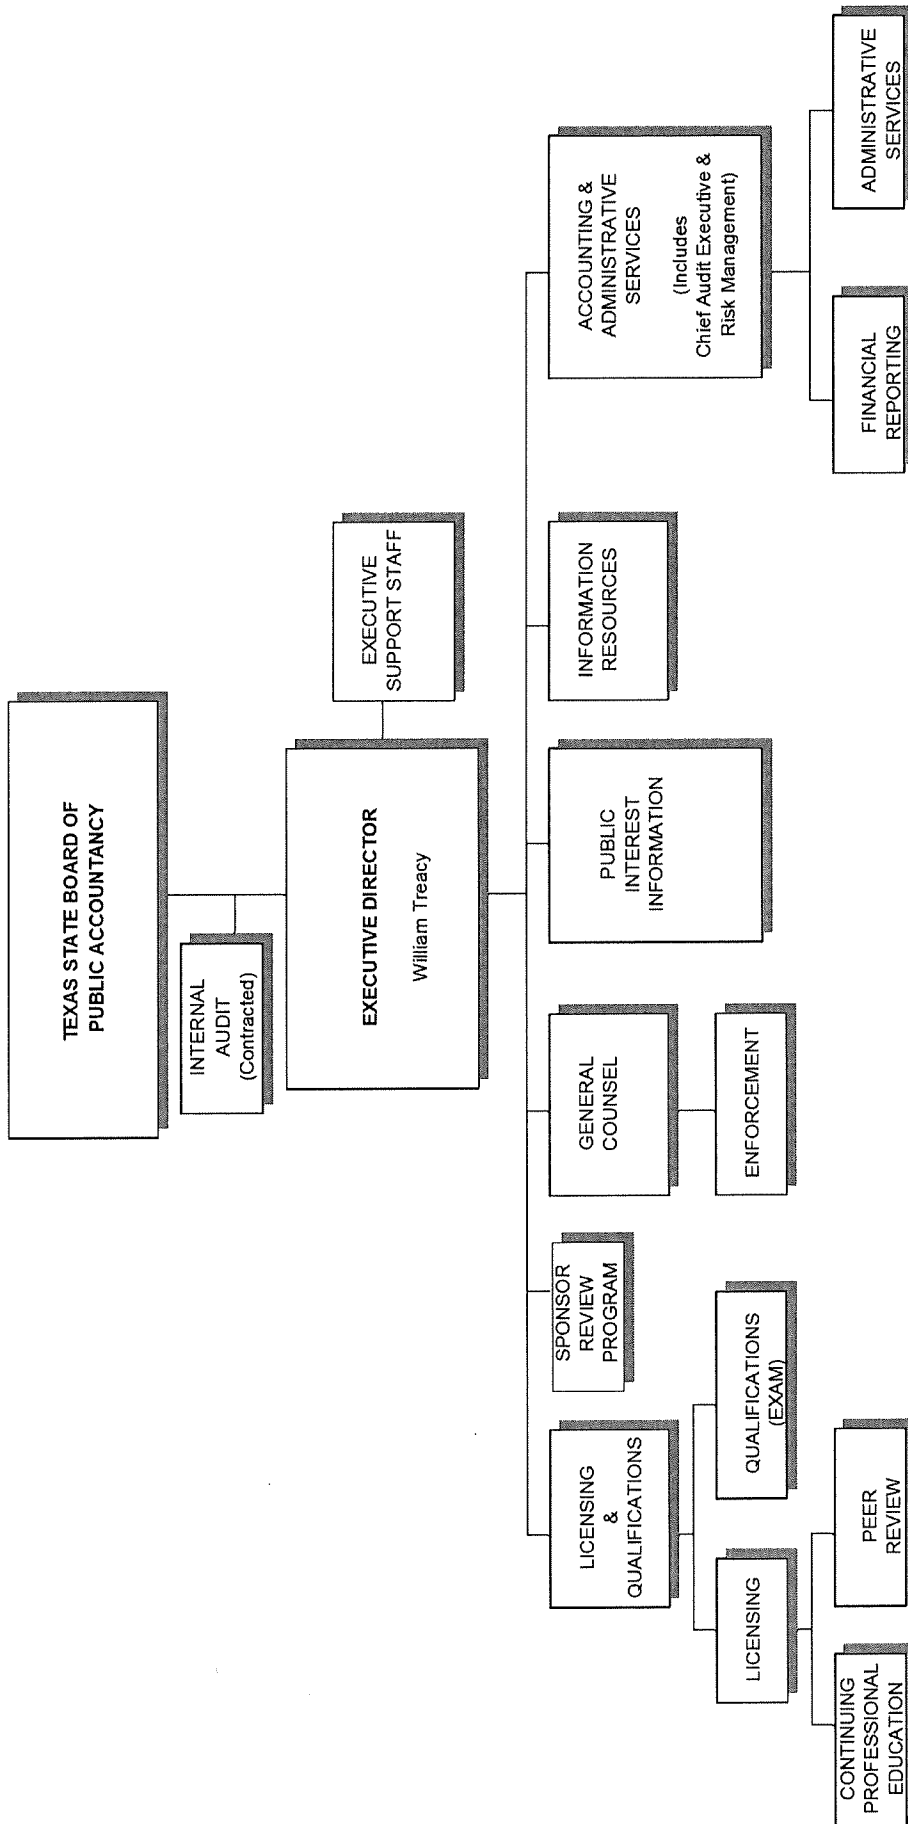 TEXAS STATE BOARD OF
PUBLIC ACCOUNTANCY
INTERNAL
AUDIT
(Contracted)
EXECUTIVE DIRECTOR
William Treacy
EXECUTIVE
SUPPORT STAFF
LICENSING
&
QUALIFICATIONS
SPONSOR
REVIEW
PROGRAM
GENERAL
COUNSEL
PUBLIC
INTEREST
INFORMATION
INFORMATION
RESOURCES
ACCOUNTING &
ADMINISTRATIVE
SERVICES
(Includes
Chief Audit Executive &
Risk Management)
LICENSING
QUALIFICATIONS
(EXAM)
ENFORCEMENT
CONTINUING
PROFESSIONAL
EDUCATION
PEER
REVIEW
FINANCIAL
REPORTING
ADMINISTRATIVE
SERVICES